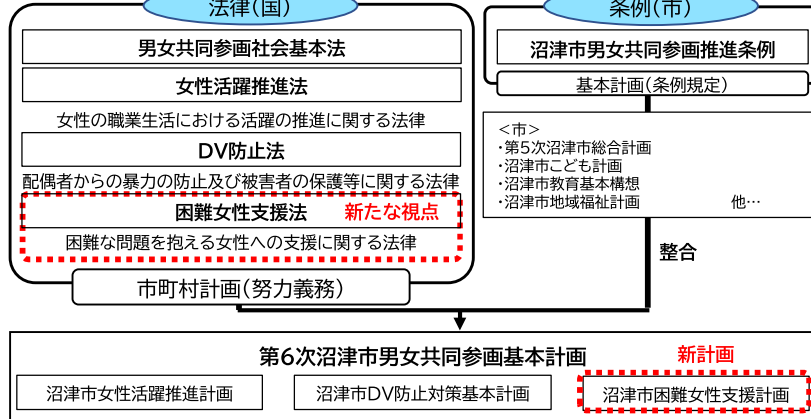 法律(国)
男女共同参画社会基本法
女性活躍推進法
女性の職業生活における活躍の推進に関する法律
DV防止法
配偶者からの暴力の防止及び被害者の保護等に関する法律
困難女性支援法 新たな視点
困難な問題を抱える女性への支援に関する法律
市町村計画(努力義務)
条例(市)
沼津市男女共同参画推進条例
基本計画(条例規定)
<市>
・第5次沼津市総合計画
・沼津市こども計画
・沼津市教育基本構想
・沼津市地域福祉計画 他…
整合
第6次沼津市男女共同参画基本計画
新計画
沼津市女性活躍推進計画
沼津市DV防止対策基本計画
沼津市困難女性支援計画